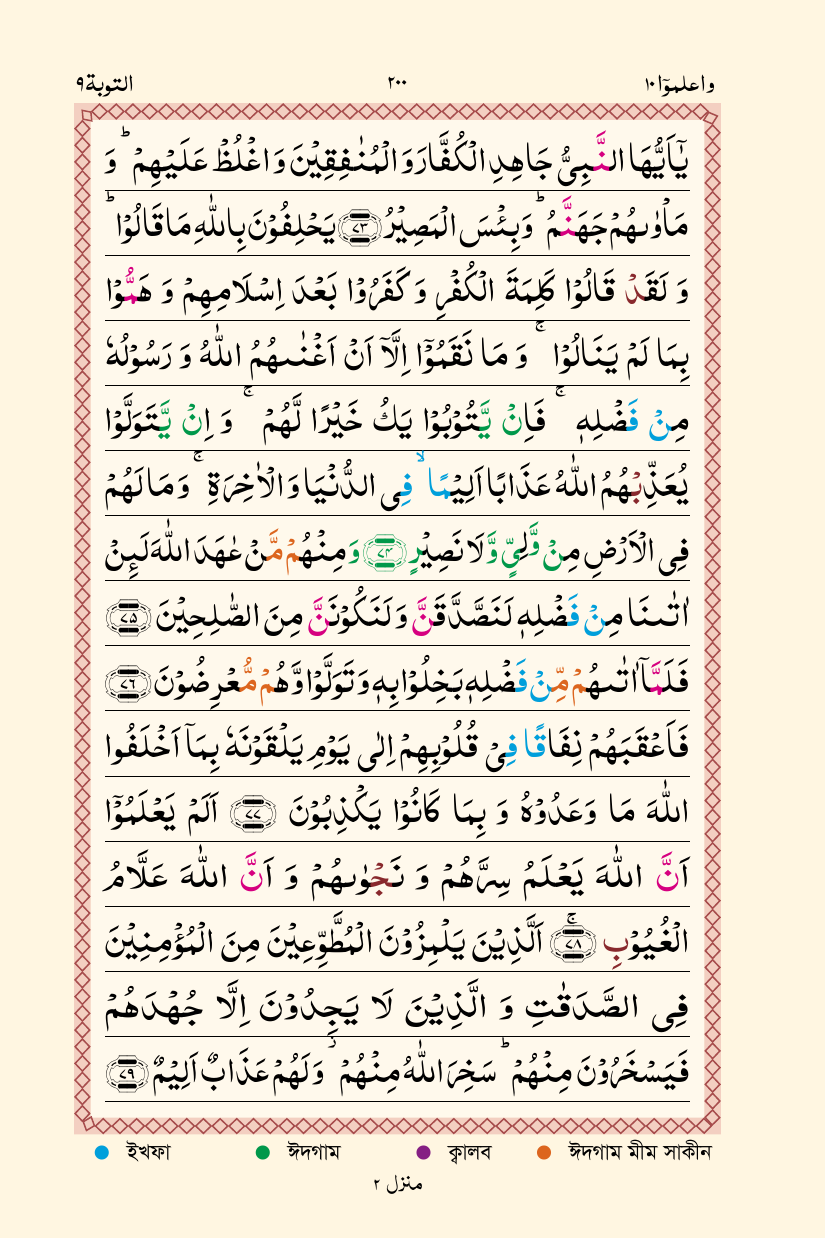 واعلموٓا١٠ ٢٠٠ التوبة٩
يٰٓاَيُّهَا النَّبِىُّ جَاهِدِ الْكُفَّارَ وَالْمُنٰفِقِيْنَ وَاغْلُظْ عَلَيْهِمْ ؕ وَ
مَاْوٰىهُمْ جَهَنَّمُ ؕ وَبِئْسَ الْمَصِيْرُ ﴿٧٣﴾ يَحْلِفُوْنَ بِاللّٰهِ مَا قَالُوْا ؕ
وَ لَقَدْ قَالُوْا كَلِمَةَ الْكُفْرِ وَ كَفَرُوْا بَعْدَ اِسْلَامِهِمْ وَ هَمُّوْا
بِمَا لَمْ يَنَالُوْا ۚ وَ مَا نَقَمُوْٓا اِلَّآ اَنْ اَغْنٰىهُمُ اللّٰهُ وَ رَسُوْلُهٗ
مِنْ فَضْلِهٖ ۚ فَاِنْ يَّتُوْبُوْا يَكُ خَيْرًا لَّهُمْ ۚ وَ اِنْ يَّتَوَلَّوْا
يُعَذِّبْهُمُ اللّٰهُ عَذَابًا اَلِيْمًا ۙ فِى الدُّنْيَا وَالْاٰخِرَةِ ۚ وَمَا لَهُمْ
فِى الْاَرْضِ مِنْ وَّلِىٍّ وَّلَا نَصِيْرٍ ﴿٧٤﴾ وَمِنْهُمْ مَّنْ عٰهَدَ اللّٰهَ لَئِنْ
اٰتٰىنَا مِنْ فَضْلِهٖ لَنَصَّدَّقَنَّ وَلَنَكُوْنَنَّ مِنَ الصّٰلِحِيْنَ ﴿٧٥﴾
فَلَمَّآ اٰتٰىهُمْ مِّنْ فَضْلِهٖ بَخِلُوْا بِهٖ وَتَوَلَّوْا وَّهُمْ مُّعْرِضُوْنَ ﴿٧٦﴾
فَاَعْقَبَهُمْ نِفَاقًا فِىْ قُلُوْبِهِمْ اِلٰى يَوْمِ يَلْقَوْنَهٗ بِمَآ اَخْلَفُوا
اللّٰهَ مَا وَعَدُوْهُ وَ بِمَا كَانُوْا يَكْذِبُوْنَ ﴿٧٧﴾ اَلَمْ يَعْلَمُوْٓا
اَنَّ اللّٰهَ يَعْلَمُ سِرَّهُمْ وَ نَجْوٰىهُمْ وَ اَنَّ اللّٰهَ عَلَّامُ
الْغُيُوْبِ ﴿٧٨﴾ۚ اَلَّذِيْنَ يَلْمِزُوْنَ الْمُطَّوِّعِيْنَ مِنَ الْمُؤْمِنِيْنَ
فِى الصَّدَقٰتِ وَ الَّذِيْنَ لَا يَجِدُوْنَ اِلَّا جُهْدَهُمْ
فَيَسْخَرُوْنَ مِنْهُمْ ؕ سَخِرَ اللّٰهُ مِنْهُمْ ؗ وَلَهُمْ عَذَابٌ اَلِيْمٌ ﴿٧٩﴾
ইখফা ঈদগাম ক্বালব ঈদগাম মীম সাকীন
منزل ٢